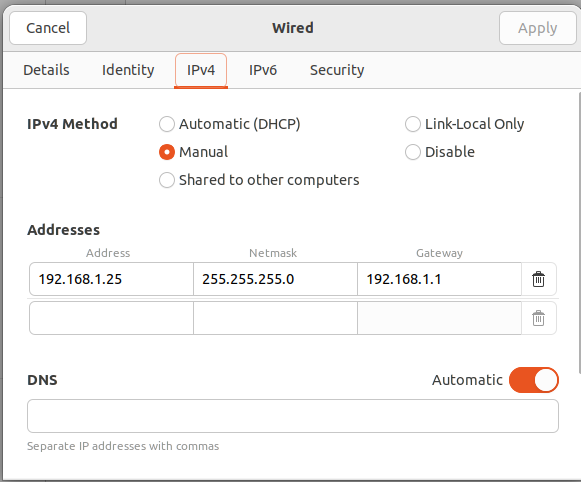 Cancel Wired Apply
Details Identity IPv4 IPv6 Security
IPv4 Method Automatic (DHCP) Link-Local Only
Manual Disable
Shared to other computers
Addresses
Address Netmask Gateway
192.168.1.25 255.255.255.0 192.168.1.1
DNS Automatic
Separate IP addresses with commas